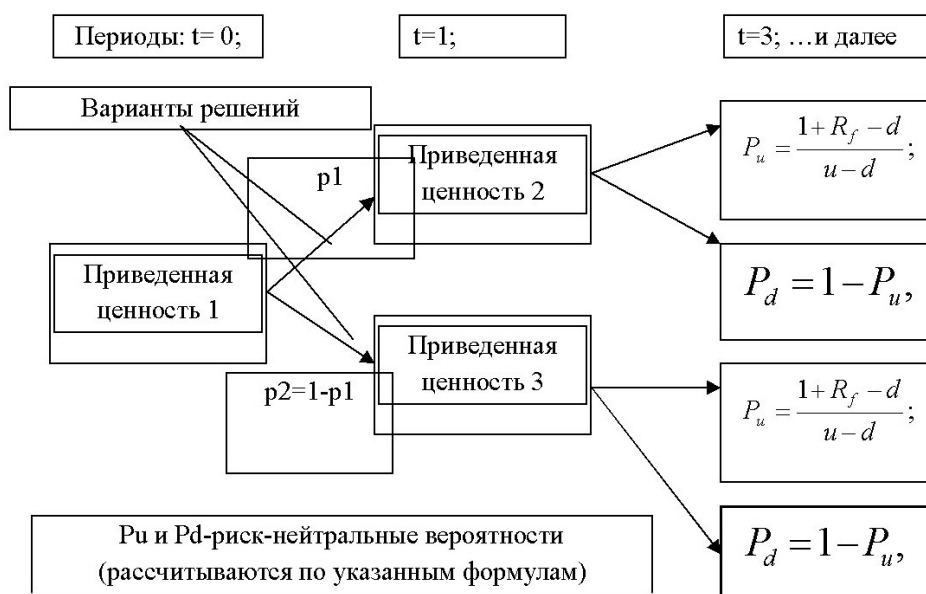 Периоды: t= 0;
t=1;
t=3; …и далее
Варианты решений
p1
Приведенная
ценность 2
P_u = \frac{1+R_f-d}{u-d};
Приведенная
ценность 1
P_d = 1-P_u,
Приведенная
ценность 3
p2=1-p1
P_u = \frac{1+R_f-d}{u-d};
P_d = 1-P_u,
Pu и Pd-риск-нейтральные вероятности
(рассчитываются по указанным формулам)